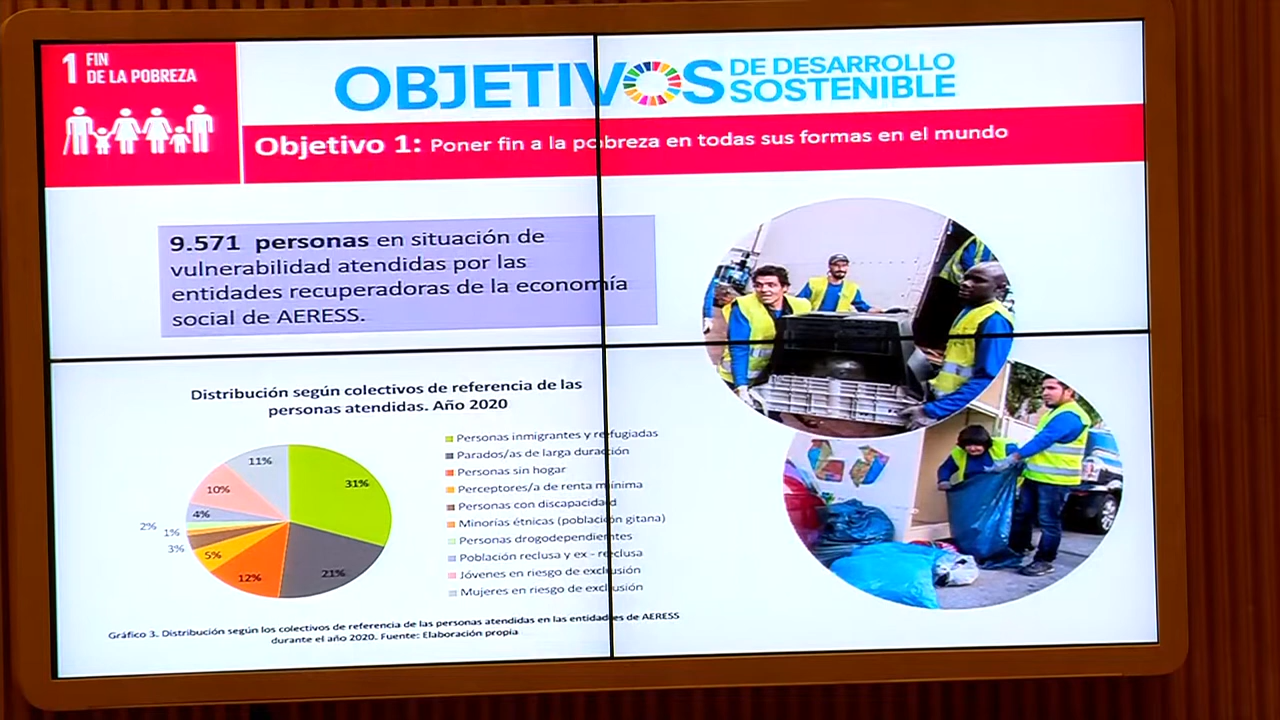 1 FIN
DE LA POBREZA
OBJETIVOS DE DESARROLLO
SOSTENIBLE
Objetivo 1: Poner fin a la pobreza en todas sus formas en el mundo
9.571 personas en situación de
vulnerabilidad atendidas por las
entidades recuperadoras de la economía
social de AERESS.
Distribución según colectivos de referencia de las
personas atendidas. Año 2020
31%
21%
12%
5%
3%
1%
2%
4%
10%
11%
Personas inmigrantes y refugiadas
Parados/as de larga duración
Personas sin hogar
Perceptores/a de renta mínima
Personas con discapacidad
Minorías étnicas (población gitana)
Personas drogodependientes
Población reclusa y ex - reclusa
Jóvenes en riesgo de exclusión
Mujeres en riesgo de exclusión
Gráfico 3. Distribución según los colectivos de referencia de las personas atendidas en las entidades de AERESS
durante el año 2020. Fuente: Elaboración propia